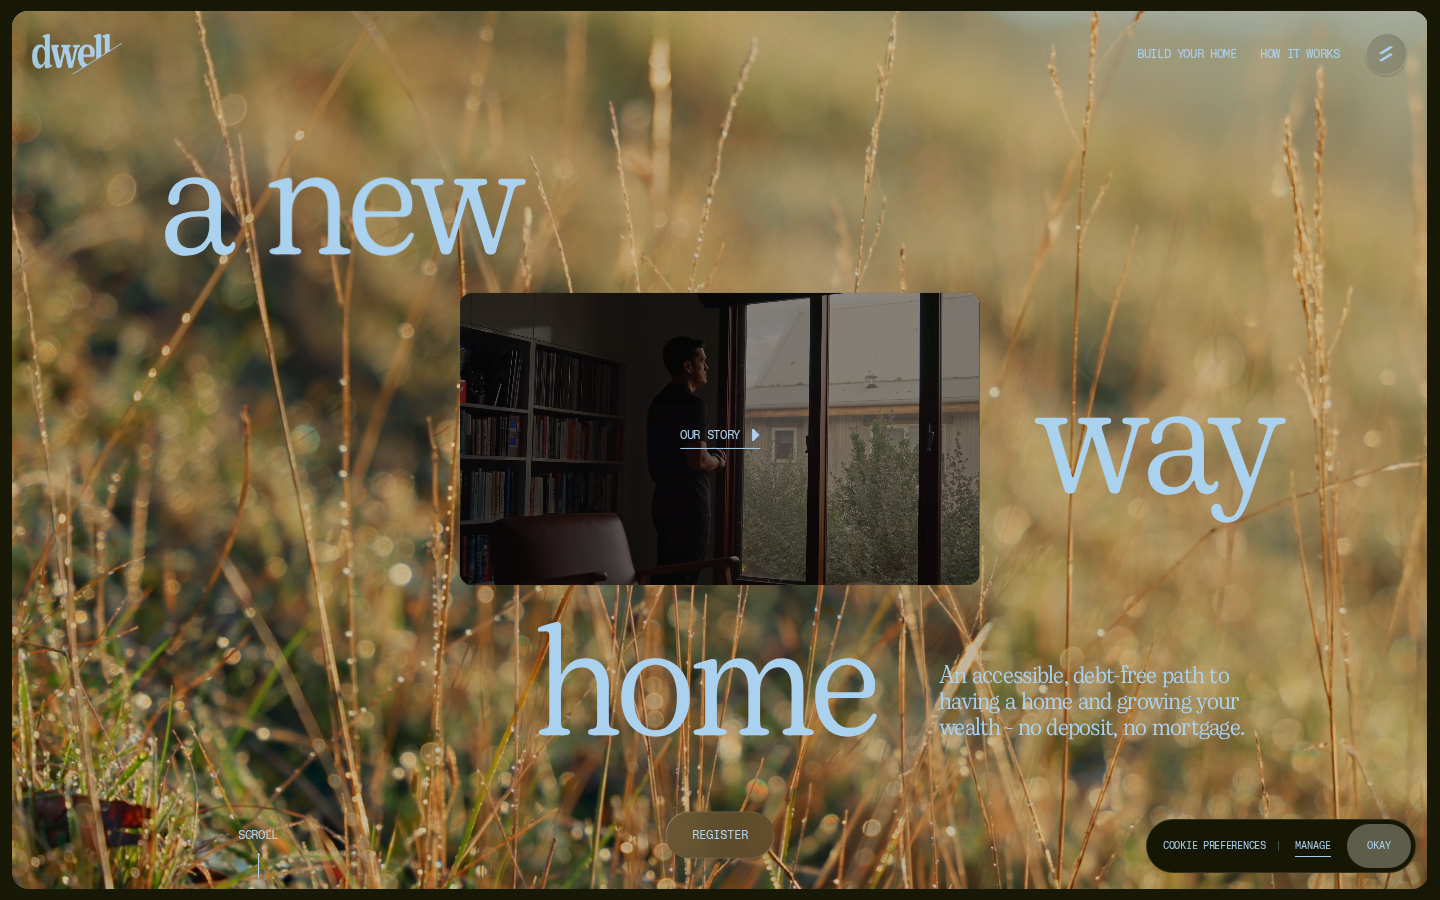 dwell
BUILD YOUR HOME
HOW IT WORKS
a new
OUR STORY
way
home
An accessible, debt-free path to
having a home and growing your
wealth - no deposit, no mortgage.
SCROLL
REGISTER
COOKIE PREFERENCES | MANAGE
OKAY